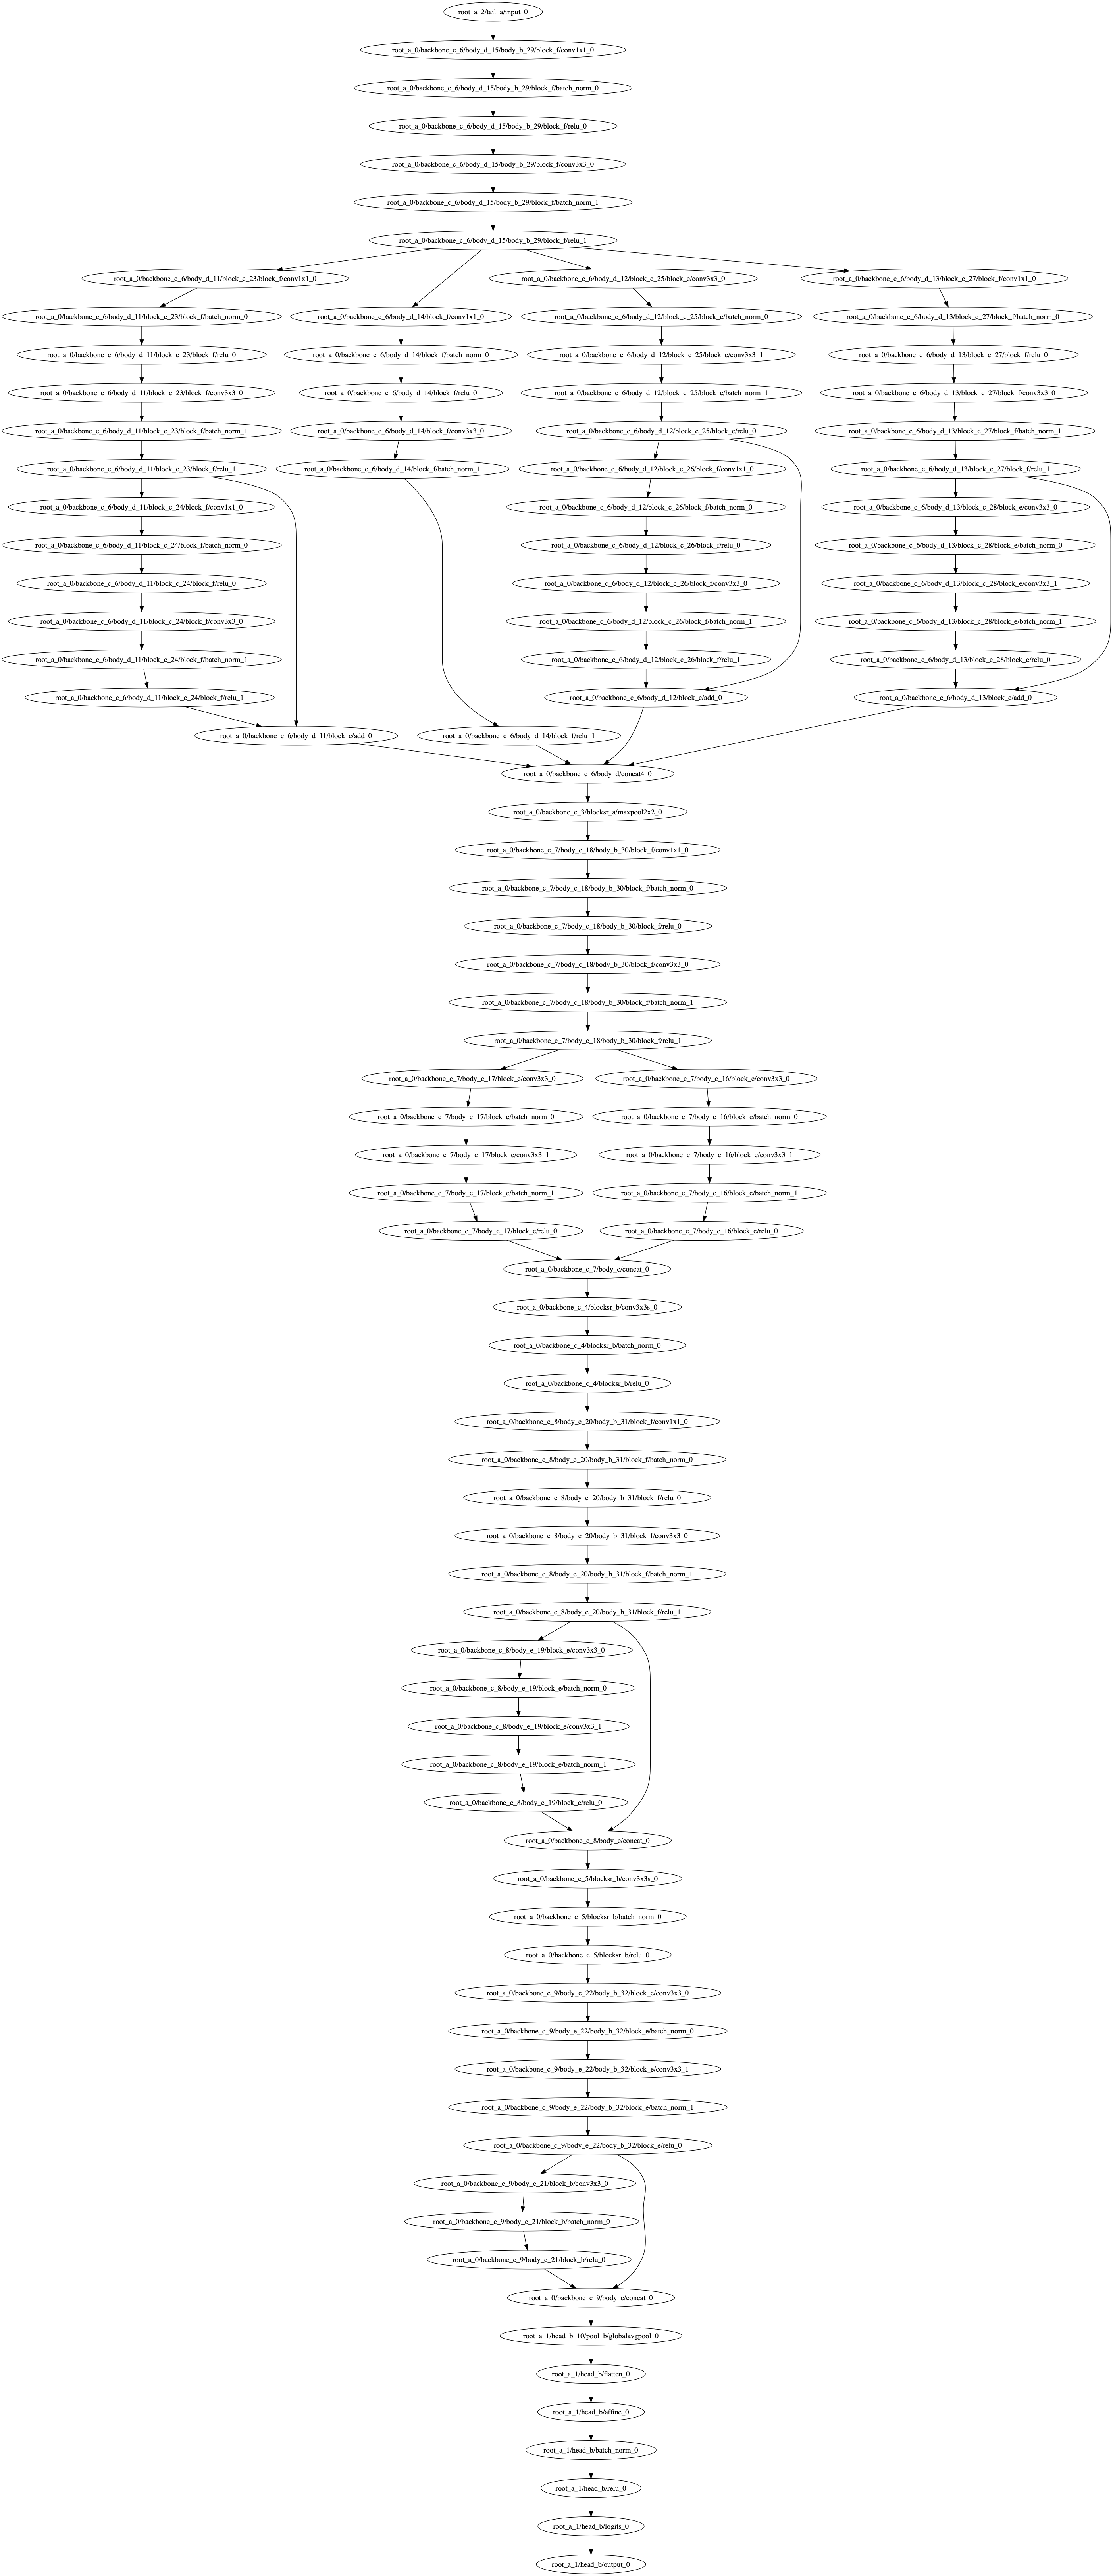 root_a_2/tail_a/input_0
root_a_0/backbone_c_6/body_d_15/body_b_29/block_f/conv1x1_0
root_a_0/backbone_c_6/body_d_15/body_b_29/block_f/batch_norm_0
root_a_0/backbone_c_6/body_d_15/body_b_29/block_f/relu_0
root_a_0/backbone_c_6/body_d_15/body_b_29/block_f/conv3x3_0
root_a_0/backbone_c_6/body_d_15/body_b_29/block_f/batch_norm_1
root_a_0/backbone_c_6/body_d_15/body_b_29/block_f/relu_1
root_a_0/backbone_c_6/body_d_11/block_c_23/block_f/conv1x1_0
root_a_0/backbone_c_6/body_d_12/block_c_25/block_e/conv3x3_0
root_a_0/backbone_c_6/body_d_13/block_c_27/block_f/conv1x1_0
root_a_0/backbone_c_6/body_d_11/block_c_23/block_f/batch_norm_0
root_a_0/backbone_c_6/body_d_14/block_f/conv1x1_0
root_a_0/backbone_c_6/body_d_12/block_c_25/block_e/batch_norm_0
root_a_0/backbone_c_6/body_d_13/block_c_27/block_f/batch_norm_0
root_a_0/backbone_c_6/body_d_11/block_c_23/block_f/relu_0
root_a_0/backbone_c_6/body_d_14/block_f/batch_norm_0
root_a_0/backbone_c_6/body_d_12/block_c_25/block_e/conv3x3_1
root_a_0/backbone_c_6/body_d_13/block_c_27/block_f/relu_0
root_a_0/backbone_c_6/body_d_11/block_c_23/block_f/conv3x3_0
root_a_0/backbone_c_6/body_d_14/block_f/relu_0
root_a_0/backbone_c_6/body_d_12/block_c_25/block_e/batch_norm_1
root_a_0/backbone_c_6/body_d_13/block_c_27/block_f/conv3x3_0
root_a_0/backbone_c_6/body_d_11/block_c_23/block_f/batch_norm_1
root_a_0/backbone_c_6/body_d_14/block_f/conv3x3_0
root_a_0/backbone_c_6/body_d_12/block_c_25/block_e/relu_0
root_a_0/backbone_c_6/body_d_13/block_c_27/block_f/batch_norm_1
root_a_0/backbone_c_6/body_d_11/block_c_23/block_f/relu_1
root_a_0/backbone_c_6/body_d_14/block_f/batch_norm_1
root_a_0/backbone_c_6/body_d_12/block_c_26/block_f/conv1x1_0
root_a_0/backbone_c_6/body_d_13/block_c_27/block_f/relu_1
root_a_0/backbone_c_6/body_d_11/block_c_24/block_f/conv1x1_0
root_a_0/backbone_c_6/body_d_12/block_c_26/block_f/batch_norm_0
root_a_0/backbone_c_6/body_d_13/block_c_28/block_e/conv3x3_0
root_a_0/backbone_c_6/body_d_11/block_c_24/block_f/batch_norm_0
root_a_0/backbone_c_6/body_d_12/block_c_26/block_f/relu_0
root_a_0/backbone_c_6/body_d_13/block_c_28/block_e/batch_norm_0
root_a_0/backbone_c_6/body_d_11/block_c_24/block_f/relu_0
root_a_0/backbone_c_6/body_d_12/block_c_26/block_f/conv3x3_0
root_a_0/backbone_c_6/body_d_13/block_c_28/block_e/conv3x3_1
root_a_0/backbone_c_6/body_d_11/block_c_24/block_f/conv3x3_0
root_a_0/backbone_c_6/body_d_12/block_c_26/block_f/batch_norm_1
root_a_0/backbone_c_6/body_d_13/block_c_28/block_e/batch_norm_1
root_a_0/backbone_c_6/body_d_11/block_c_24/block_f/batch_norm_1
root_a_0/backbone_c_6/body_d_12/block_c_26/block_f/relu_1
root_a_0/backbone_c_6/body_d_13/block_c_28/block_e/relu_0
root_a_0/backbone_c_6/body_d_11/block_c_24/block_f/relu_1
root_a_0/backbone_c_6/body_d_12/block_c/add_0
root_a_0/backbone_c_6/body_d_13/block_c/add_0
root_a_0/backbone_c_6/body_d_11/block_c/add_0
root_a_0/backbone_c_6/body_d_14/block_f/relu_1
root_a_0/backbone_c_6/body_d/concat4_0
root_a_0/backbone_c_3/blocksr_a/maxpool2x2_0
root_a_0/backbone_c_7/body_c_18/body_b_30/block_f/conv1x1_0
root_a_0/backbone_c_7/body_c_18/body_b_30/block_f/batch_norm_0
root_a_0/backbone_c_7/body_c_18/body_b_30/block_f/relu_0
root_a_0/backbone_c_7/body_c_18/body_b_30/block_f/conv3x3_0
root_a_0/backbone_c_7/body_c_18/body_b_30/block_f/batch_norm_1
root_a_0/backbone_c_7/body_c_18/body_b_30/block_f/relu_1
root_a_0/backbone_c_7/body_c_17/block_e/conv3x3_0
root_a_0/backbone_c_7/body_c_16/block_e/conv3x3_0
root_a_0/backbone_c_7/body_c_17/block_e/batch_norm_0
root_a_0/backbone_c_7/body_c_16/block_e/batch_norm_0
root_a_0/backbone_c_7/body_c_17/block_e/conv3x3_1
root_a_0/backbone_c_7/body_c_16/block_e/conv3x3_1
root_a_0/backbone_c_7/body_c_17/block_e/batch_norm_1
root_a_0/backbone_c_7/body_c_16/block_e/batch_norm_1
root_a_0/backbone_c_7/body_c_17/block_e/relu_0
root_a_0/backbone_c_7/body_c_16/block_e/relu_0
root_a_0/backbone_c_7/body_c/concat_0
root_a_0/backbone_c_4/blocksr_b/conv3x3s_0
root_a_0/backbone_c_4/blocksr_b/batch_norm_0
root_a_0/backbone_c_4/blocksr_b/relu_0
root_a_0/backbone_c_8/body_e_20/body_b_31/block_f/conv1x1_0
root_a_0/backbone_c_8/body_e_20/body_b_31/block_f/batch_norm_0
root_a_0/backbone_c_8/body_e_20/body_b_31/block_f/relu_0
root_a_0/backbone_c_8/body_e_20/body_b_31/block_f/conv3x3_0
root_a_0/backbone_c_8/body_e_20/body_b_31/block_f/batch_norm_1
root_a_0/backbone_c_8/body_e_20/body_b_31/block_f/relu_1
root_a_0/backbone_c_8/body_e_19/block_e/conv3x3_0
root_a_0/backbone_c_8/body_e_19/block_e/batch_norm_0
root_a_0/backbone_c_8/body_e_19/block_e/conv3x3_1
root_a_0/backbone_c_8/body_e_19/block_e/batch_norm_1
root_a_0/backbone_c_8/body_e_19/block_e/relu_0
root_a_0/backbone_c_8/body_e/concat_0
root_a_0/backbone_c_5/blocksr_b/conv3x3s_0
root_a_0/backbone_c_5/blocksr_b/batch_norm_0
root_a_0/backbone_c_5/blocksr_b/relu_0
root_a_0/backbone_c_9/body_e_22/body_b_32/block_e/conv3x3_0
root_a_0/backbone_c_9/body_e_22/body_b_32/block_e/batch_norm_0
root_a_0/backbone_c_9/body_e_22/body_b_32/block_e/conv3x3_1
root_a_0/backbone_c_9/body_e_22/body_b_32/block_e/batch_norm_1
root_a_0/backbone_c_9/body_e_22/body_b_32/block_e/relu_0
root_a_0/backbone_c_9/body_e_21/block_b/conv3x3_0
root_a_0/backbone_c_9/body_e_21/block_b/batch_norm_0
root_a_0/backbone_c_9/body_e_21/block_b/relu_0
root_a_0/backbone_c_9/body_e/concat_0
root_a_1/head_b_10/pool_b/globalavgpool_0
root_a_1/head_b/flatten_0
root_a_1/head_b/affine_0
root_a_1/head_b/batch_norm_0
root_a_1/head_b/relu_0
root_a_1/head_b/logits_0
root_a_1/head_b/output_0